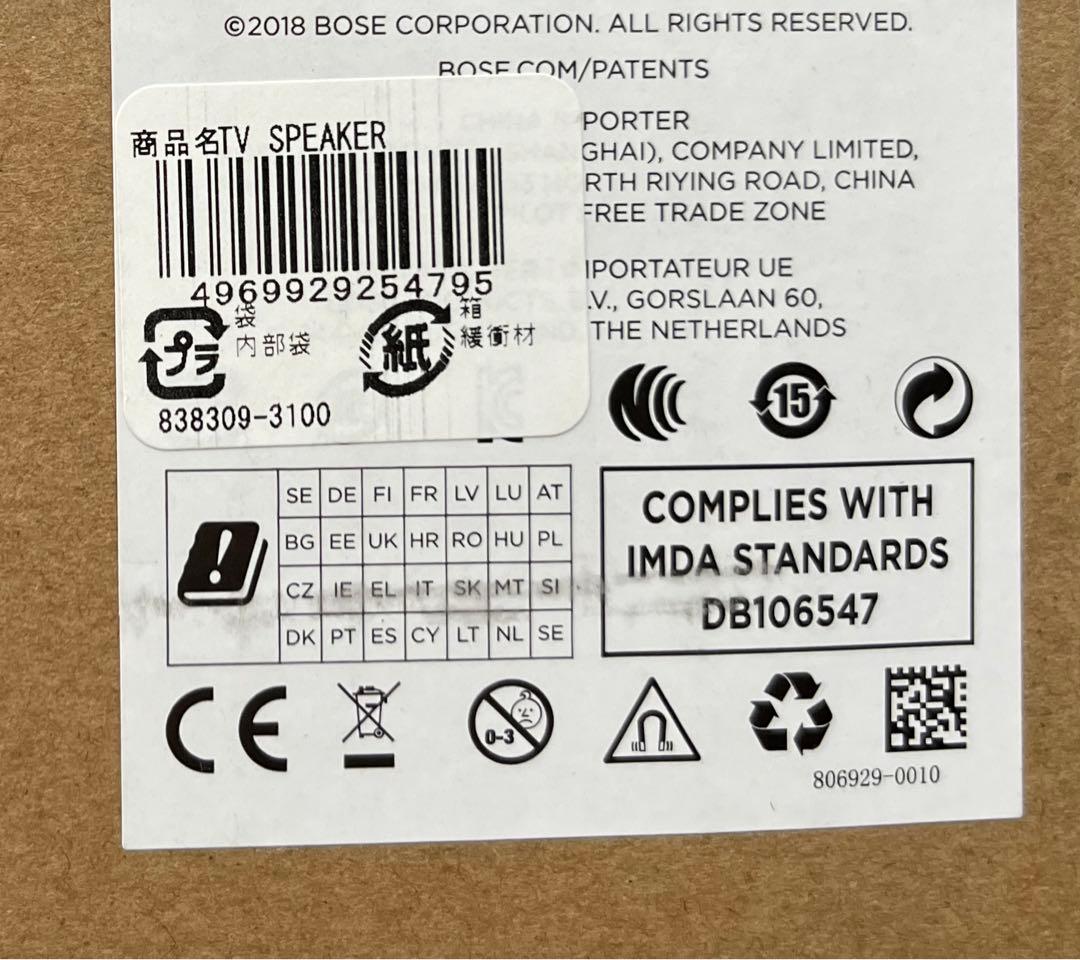 ©2018 BOSE CORPORATION. ALL RIGHTS RESERVED.
BOSE.COM/PATENTS
PORTER
GHAI), COMPANY LIMITED,
RTH RIYING ROAD, CHINA
FREE TRADE ZONE
IPORTATEUR UE
.V., GORSLAAN 60,
THE NETHERLANDS
商品名TV SPEAKER
4969929254795
プラ
袋
内部袋
紙
箱
緩衝材
838309-3100
15
SE DE FI FR LV LU AT
BG EE UK HR RO HU PL
CZ IE EL IT SK MT SI
DK PT ES CY LT NL SE
COMPLIES WITH
IMDA STANDARDS
DB106547
CE
0-3
806929-0010